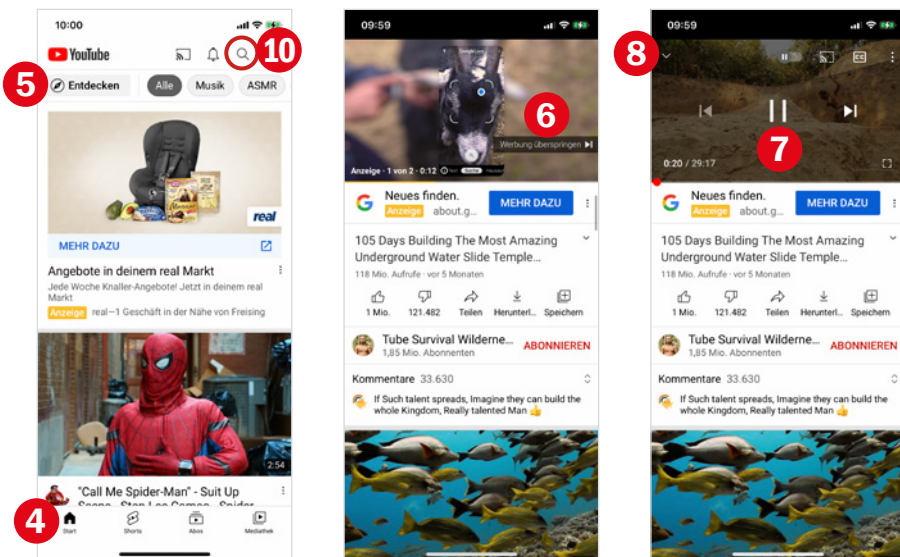 10:00
YouTube
10
5
Entdecken
Alle
Musik
ASMR
real
MEHR DAZU
Angebote in deinem real Markt
Jede Woche Knaller-Angebote! Jetzt in deinem real
Markt
Anzeige real–1 Geschäft in der Nähe von Freising
2:54
"Call Me Spider-Man" - Suit Up
4
Start
Shorts
Abos
Mediathek
09:59
6
Werbung überspringen
Anzeige · 1 von 2 · 0:12
Suche
G Neues finden.
Anzeige about.g...
MEHR DAZU
105 Days Building The Most Amazing
Underground Water Slide Temple...
118 Mio. Aufrufe · vor 5 Monaten
1 Mio.
121.482
Teilen
Herunterl...
Speichern
Tube Survival Wilderne...
1,85 Mio. Abonnenten
ABONNIEREN
Kommentare 33.630
If Such talent spreads, Imagine they can build the
whole Kingdom, Really talented Man
09:59
8
CC
7
0:20 / 29:17
G Neues finden.
Anzeige about.g...
MEHR DAZU
105 Days Building The Most Amazing
Underground Water Slide Temple...
118 Mio. Aufrufe · vor 5 Monaten
1 Mio.
121.482
Teilen
Herunterl...
Speichern
Tube Survival Wilderne...
1,85 Mio. Abonnenten
ABONNIEREN
Kommentare 33.630
If Such talent spreads, Imagine they can build the
whole Kingdom, Really talented Man